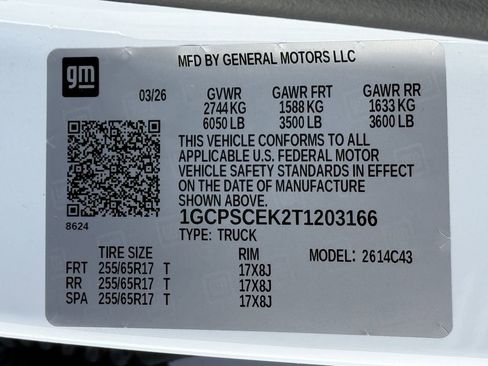 gm
MFD BY GENERAL MOTORS LLC
03/26 GVWR GAWR FRT GAWR RR
2744 KG 1588 KG 1633 KG
6050 LB 3500 LB 3600 LB
THIS VEHICLE CONFORMS TO ALL
APPLICABLE U.S. FEDERAL MOTOR
VEHICLE SAFETY STANDARDS IN EFFECT
ON THE DATE OF MANUFACTURE
SHOWN ABOVE.
1GCPSCEK2T1203166
8624 TYPE: TRUCK
TIRE SIZE RIM MODEL: 2614C43
FRT 255/65R17 T 17X8J
RR 255/65R17 T 17X8J
SPA 255/65R17 T 17X8J